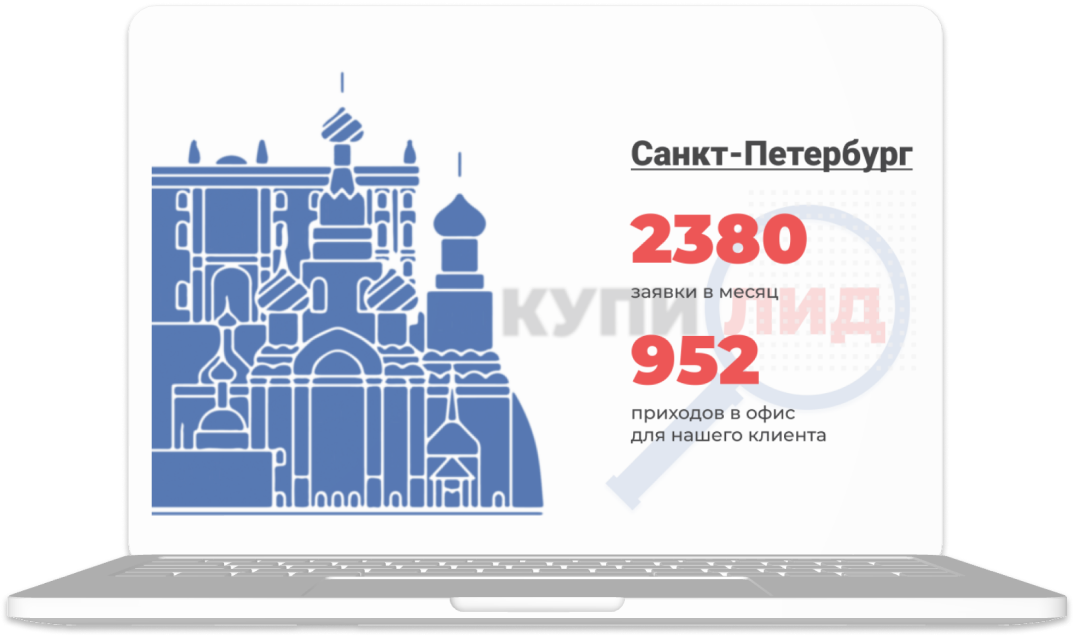 Санкт-Петербург
2380
заявки в месяц
КУПИ ЛИД
952
приходов в офис
для нашего клиента